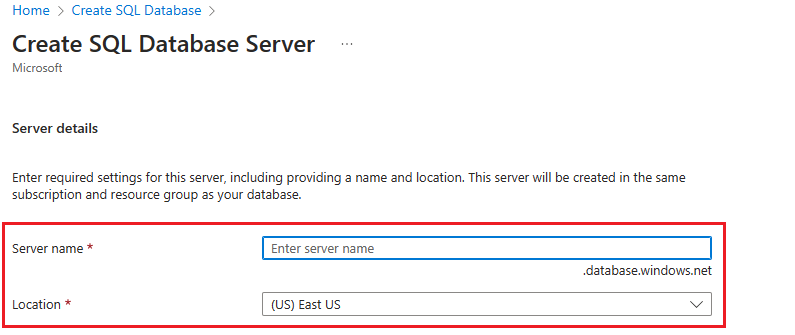 Home > Create SQL Database >
Create SQL Database Server ...
Microsoft
Server details
Enter required settings for this server, including providing a name and location. This server will be created in the same
subscription and resource group as your database.
Server name * Enter server name
.database.windows.net
Location * (US) East US